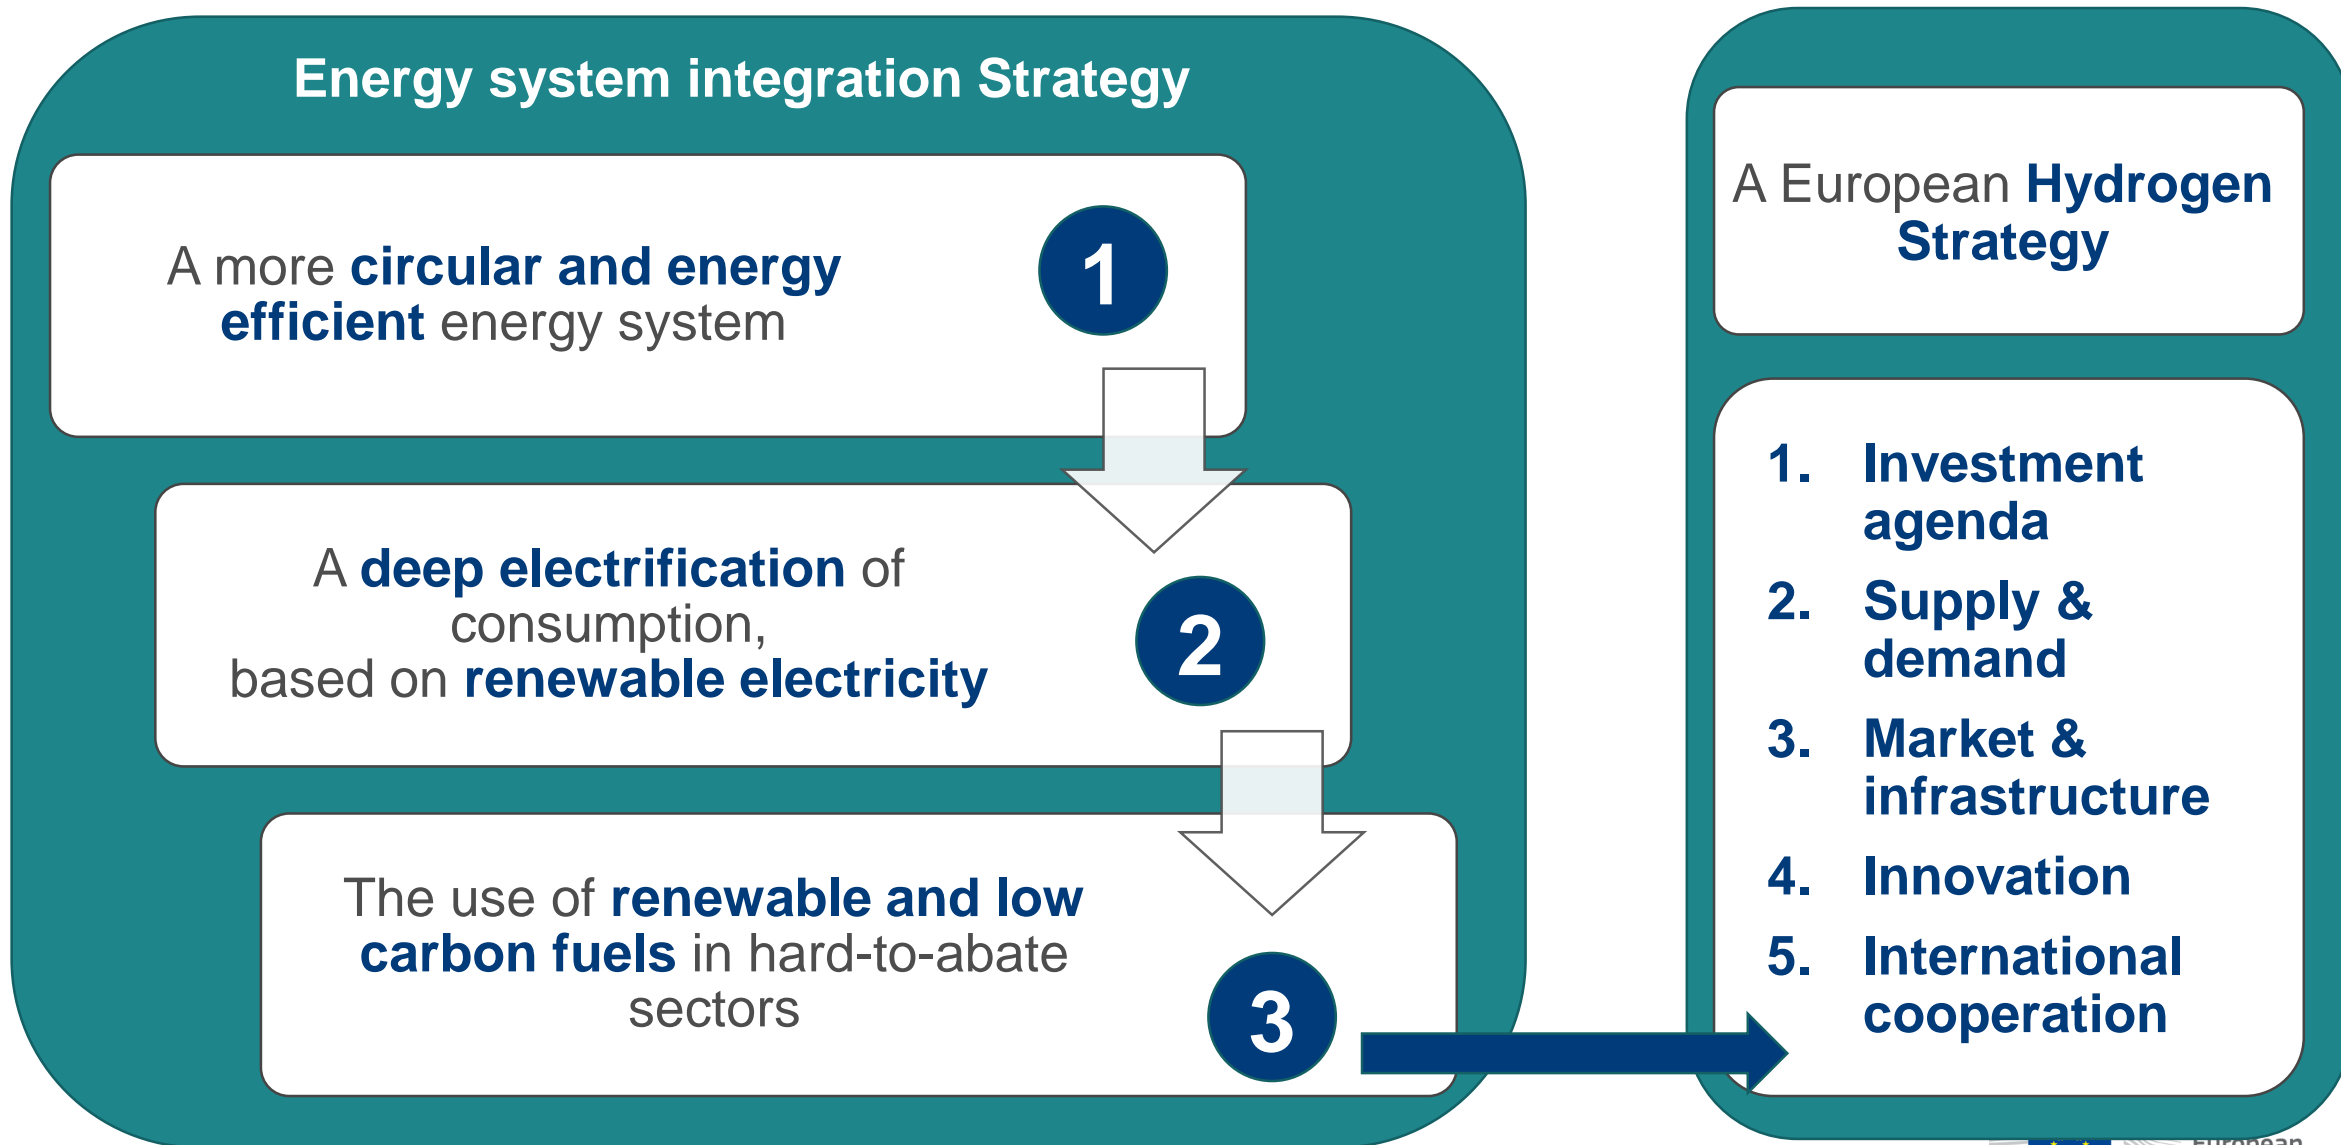 Energy system integration Strategy
A more circular and energy
efficient energy system
1
A deep electrification of
consumption,
based on renewable electricity
2
The use of renewable and low
carbon fuels in hard-to-abate
sectors
3
A European Hydrogen
Strategy
1. Investment
agenda
2. Supply &
demand
3. Market &
infrastructure
4. Innovation
5. International
cooperation
European